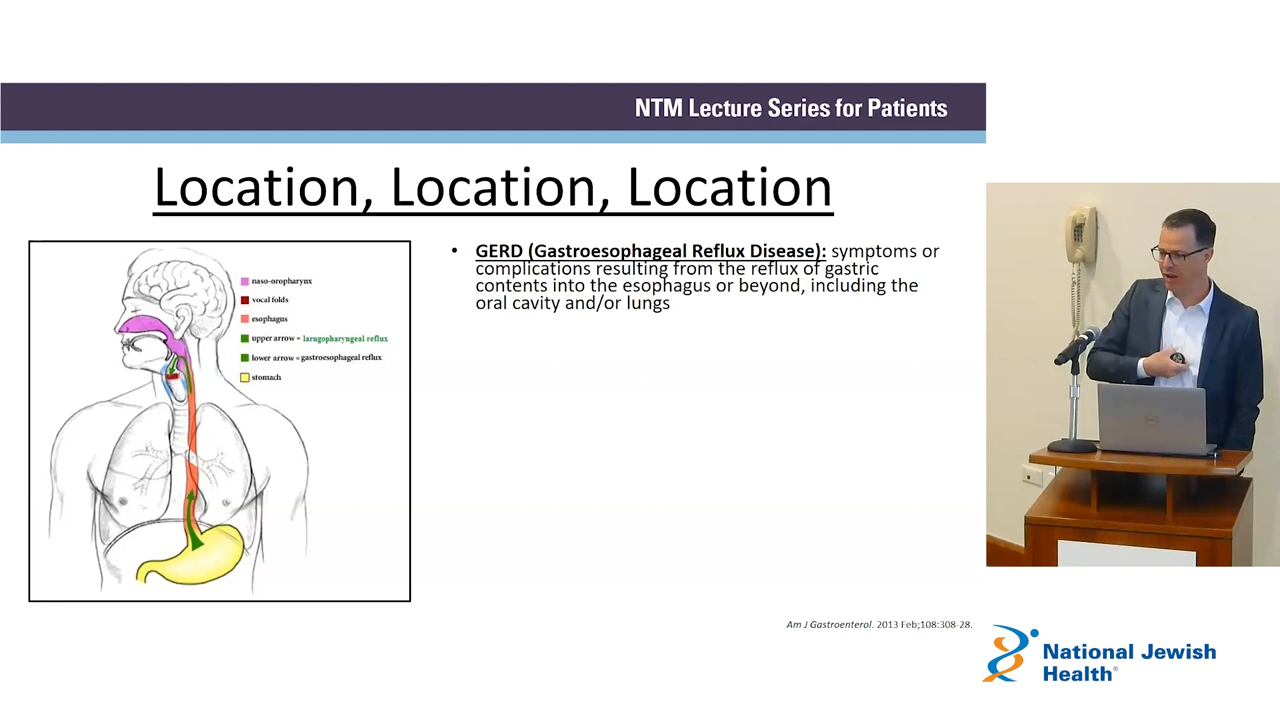 NTM Lecture Series for Patients
Location, Location, Location
naso-oropharynx
vocal folds
esophagus
upper arrow = larngopharyngeal reflux
lower arrow = gastroesophageal reflux
stomach
• GERD (Gastroesophageal Reflux Disease): symptoms or
complications resulting from the reflux of gastric
contents into the esophagus or beyond, including the
oral cavity and/or lungs
Am J Gastroenterol. 2013 Feb;108:308-28.
National Jewish
Health®